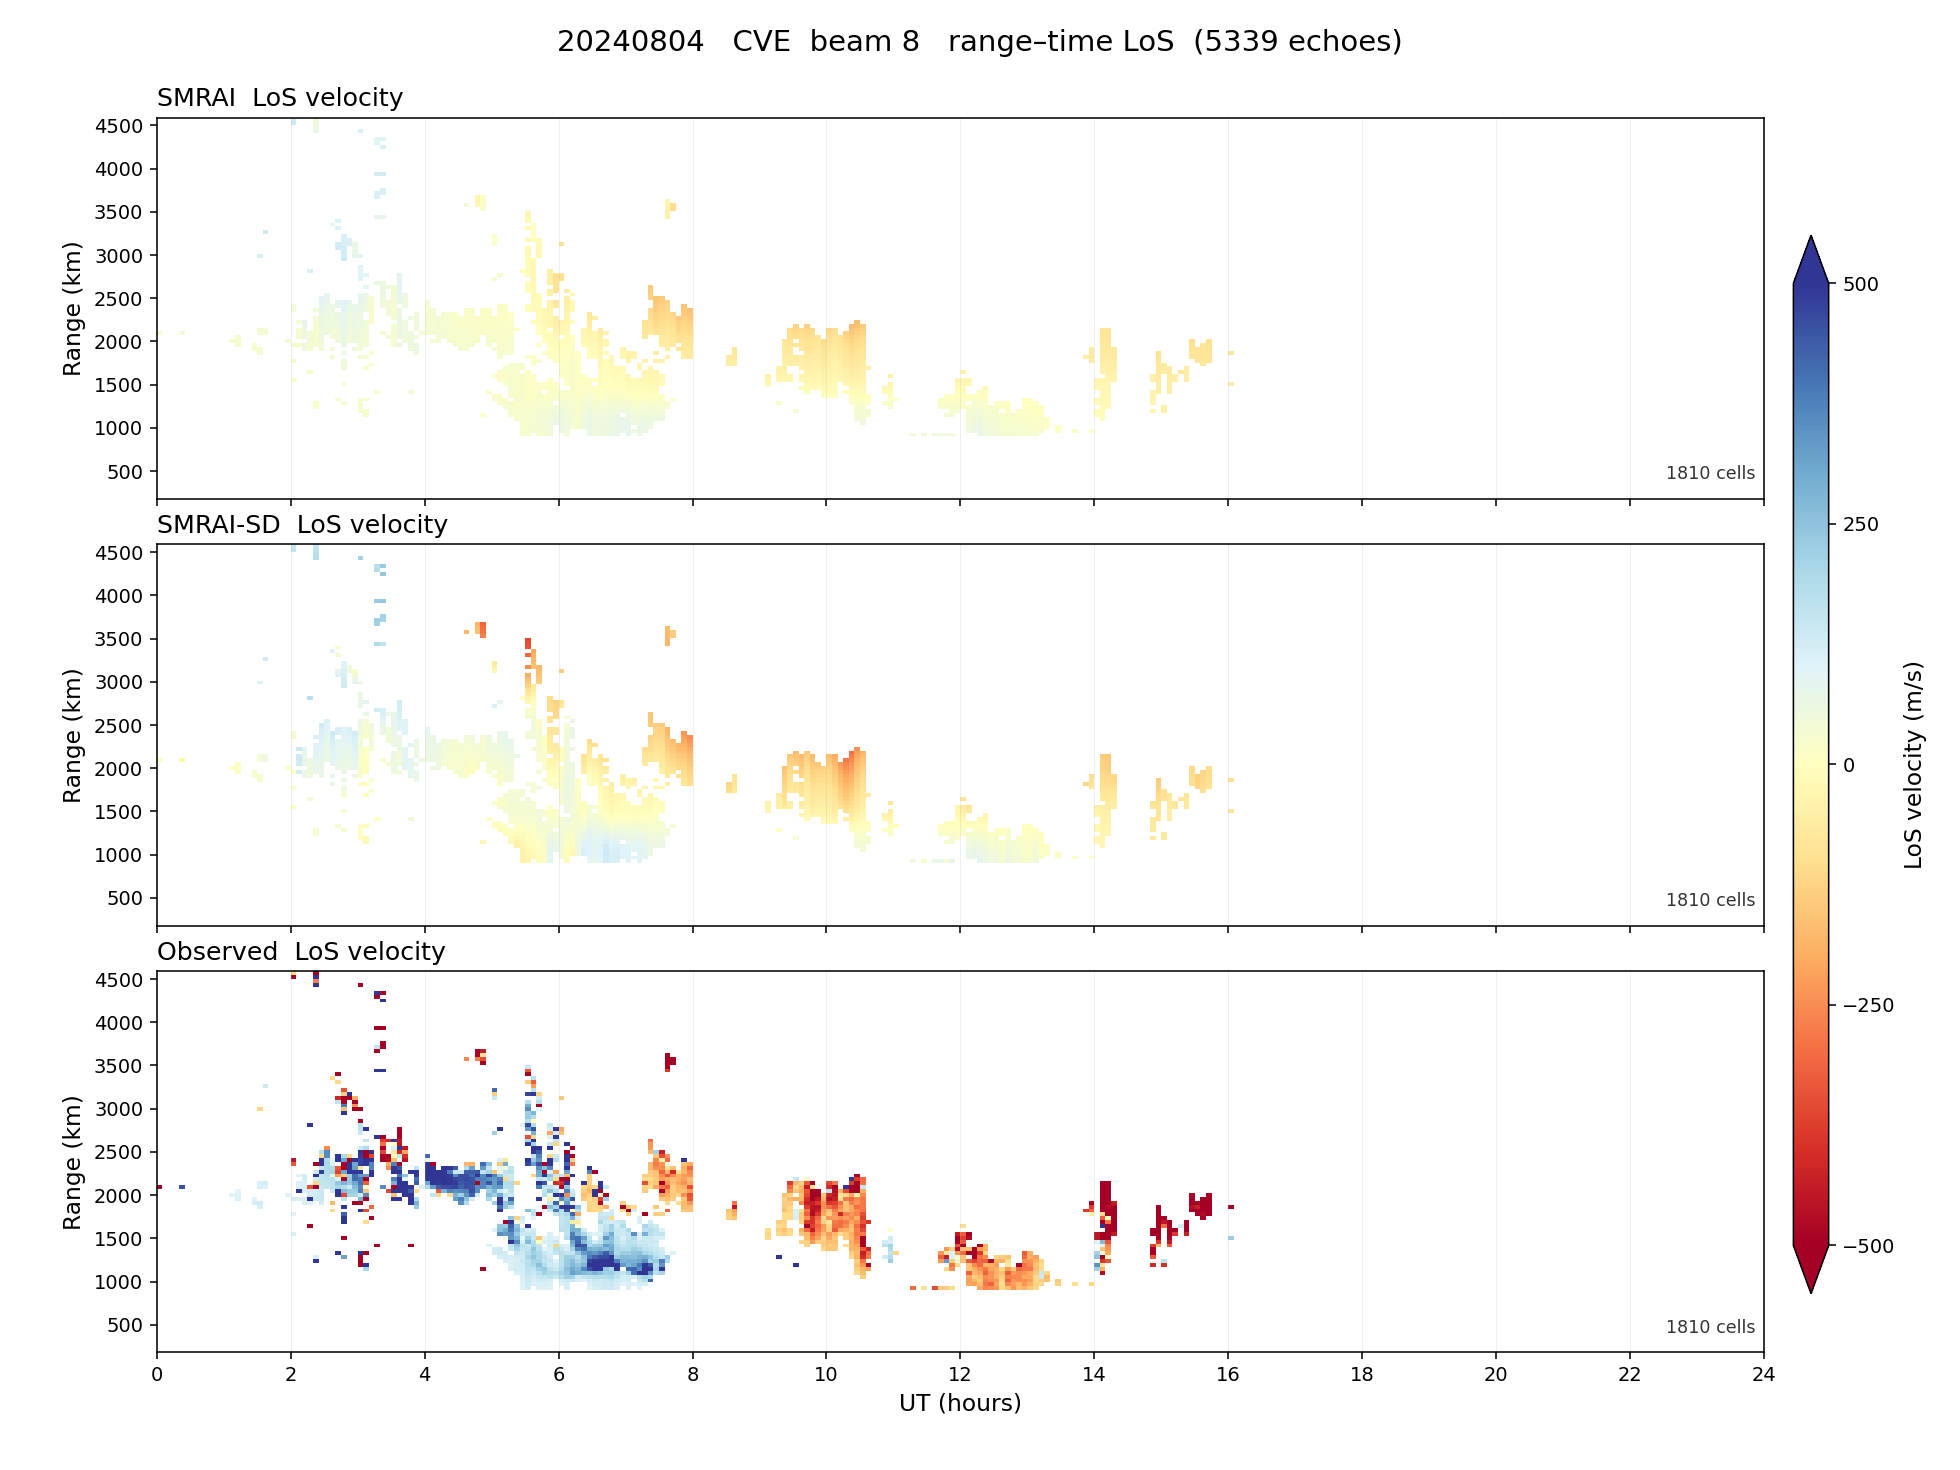 20240804   CVE  beam 8   range–time LoS  (5339 echoes)
SMRAI  LoS velocity
4500
4000
3500
3000
2500
2000
1500
1000
500
Range (km)
1810 cells
SMRAI-SD  LoS velocity
4500
4000
3500
3000
2500
2000
1500
1000
500
Range (km)
1810 cells
Observed  LoS velocity
4500
4000
3500
3000
2500
2000
1500
1000
500
Range (km)
1810 cells
0 2 4 6 8 10 12 14 16 18 20 22 24
UT (hours)
500
250
0
−250
−500
LoS velocity (m/s)